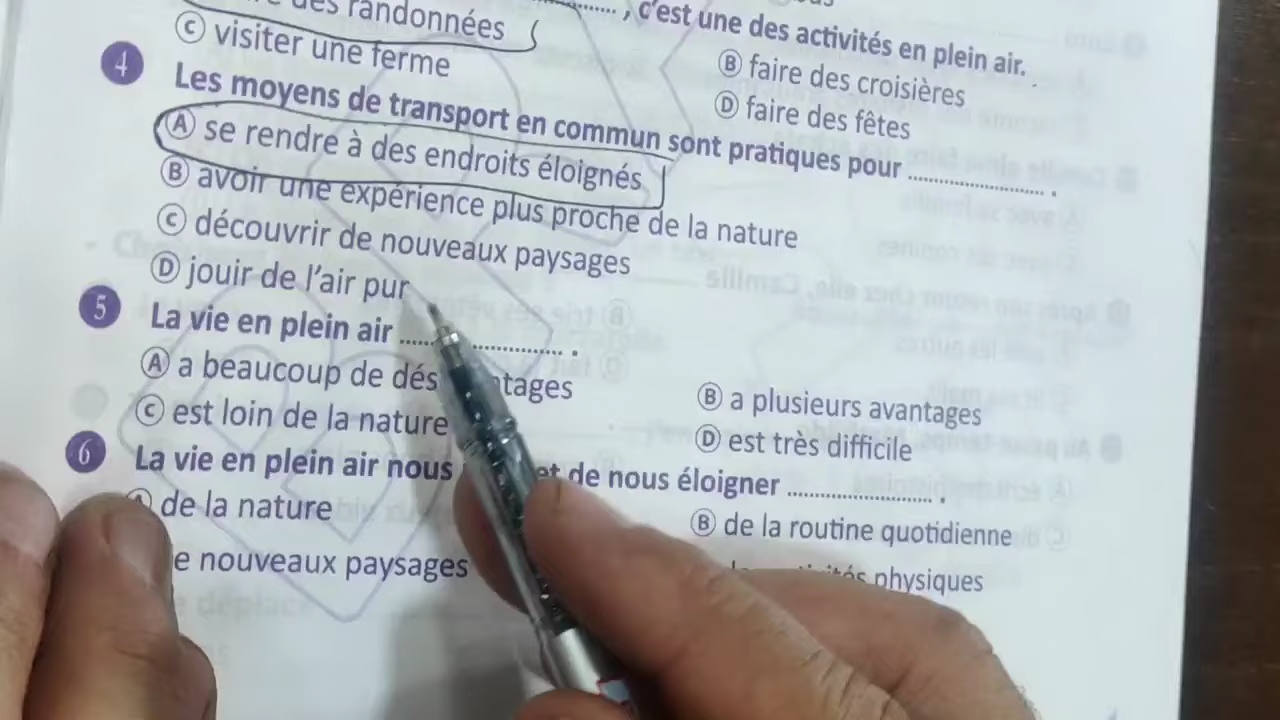 des randonnées
........, c'est une des activités en plein air.
C visiter une ferme
B faire des croisières
D faire des fêtes
4 Les moyens de transport en commun sont pratiques pour ........ .
A se rendre à des endroits éloignés
B avoir une expérience plus proche de la nature
C découvrir de nouveaux paysages
D jouir de l'air pur
5 La vie en plein air ........ .
A a beaucoup de dés ntages
B a plusieurs avantages
C est loin de la nature
D est très difficile
6 La vie en plein air nous et de nous éloigner ........ .
A de la nature
B de la routine quotidienne
e nouveaux paysages
physiques